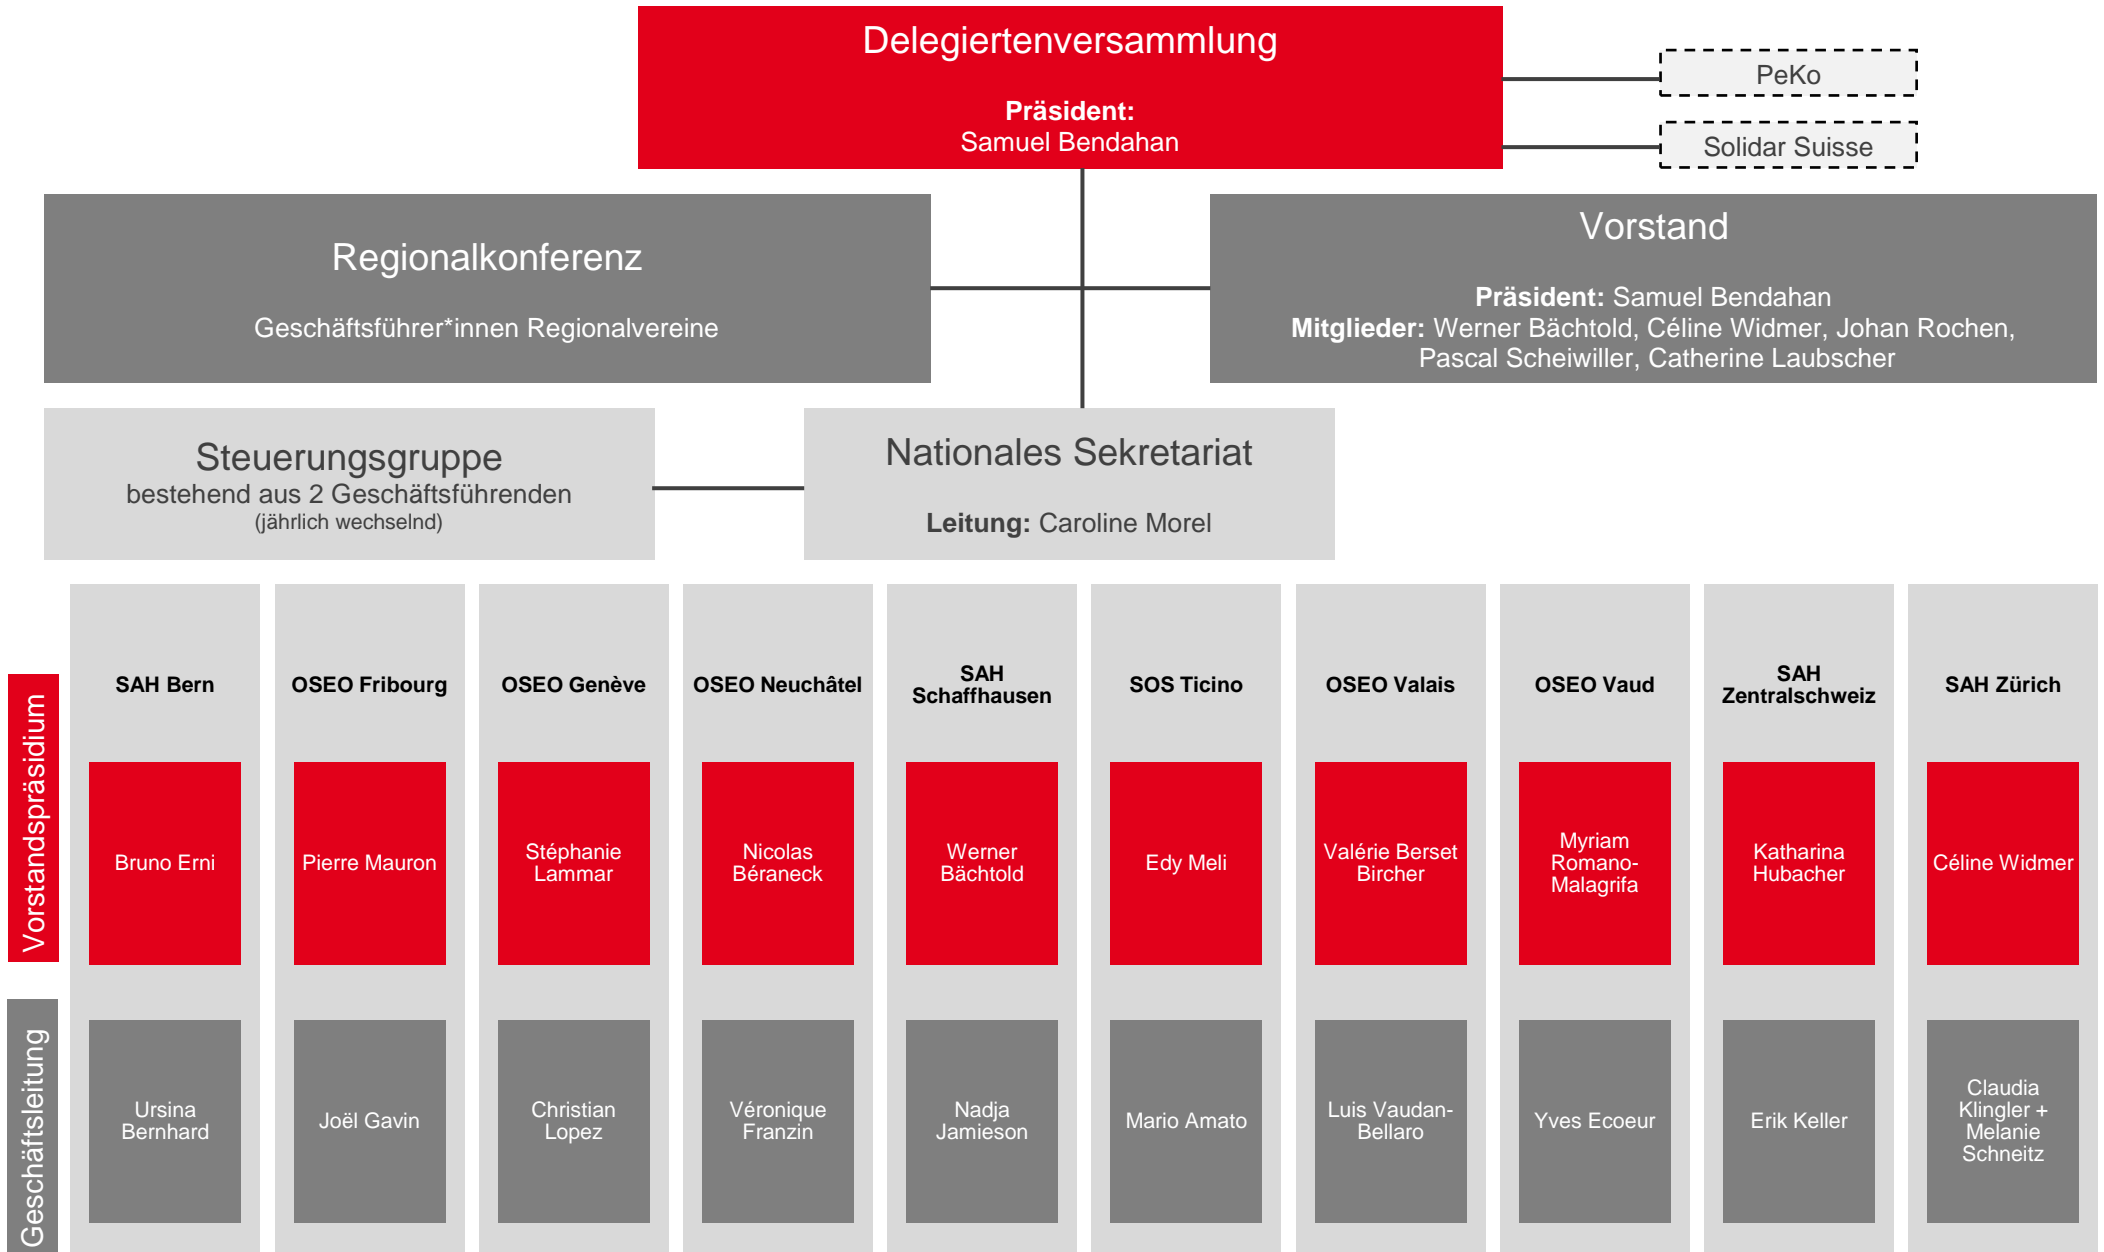 Delegiertenversammlung
Präsident:
Samuel Bendahan
PeKo
Solidar Suisse
Regionalkonferenz
Geschäftsführer*innen Regionalvereine
Vorstand
Präsident: Samuel Bendahan
Mitglieder: Werner Bächtold, Céline Widmer, Johan Rochen,
Pascal Scheiwiller, Catherine Laubscher
Steuerungsgruppe
bestehend aus 2 Geschäftsführenden
(jährlich wechselnd)
Nationales Sekretariat
Leitung: Caroline Morel
SAH Bern
OSEO Fribourg
OSEO Genève
OSEO Neuchâtel
SAH
Schaffhausen
SOS Ticino
OSEO Valais
OSEO Vaud
SAH
Zentralschweiz
SAH Zürich
Vorstandspräsidium
Bruno Erni
Pierre Mauron
Stéphanie
Lammar
Nicolas
Béraneck
Werner
Bächtold
Edy Meli
Valérie Berset
Bircher
Myriam
Romano-
Malagrifa
Katharina
Hubacher
Céline Widmer
Geschäftsleitung
Ursina
Bernhard
Joël Gavin
Christian
Lopez
Véronique
Franzin
Nadja
Jamieson
Mario Amato
Luis Vaudan-
Bellaro
Yves Ecoeur
Erik Keller
Claudia
Klingler +
Melanie
Schneitz